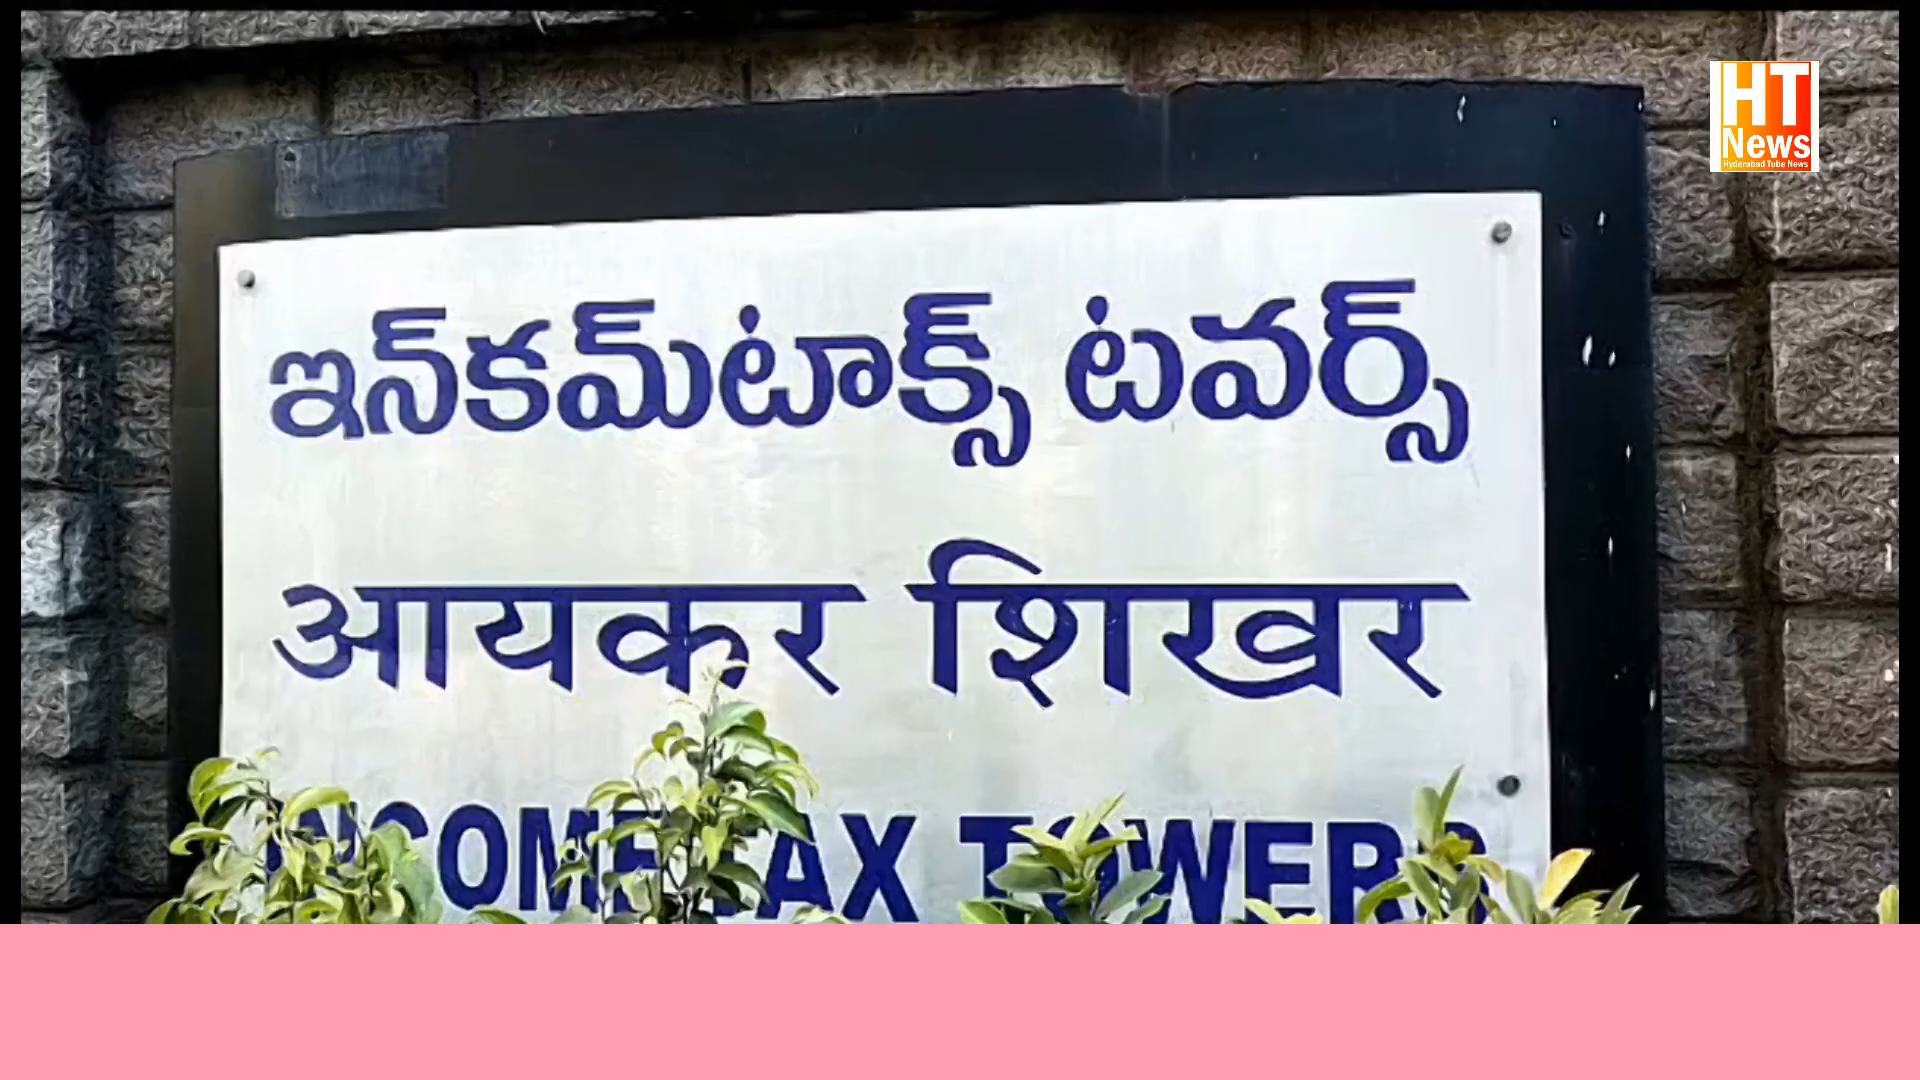 HT
News
Hyderabad Tube News
ఇన్‌కమ్‌టాక్స్ టవర్స్
आयकर शिखर
INCOME TAX TOWERS